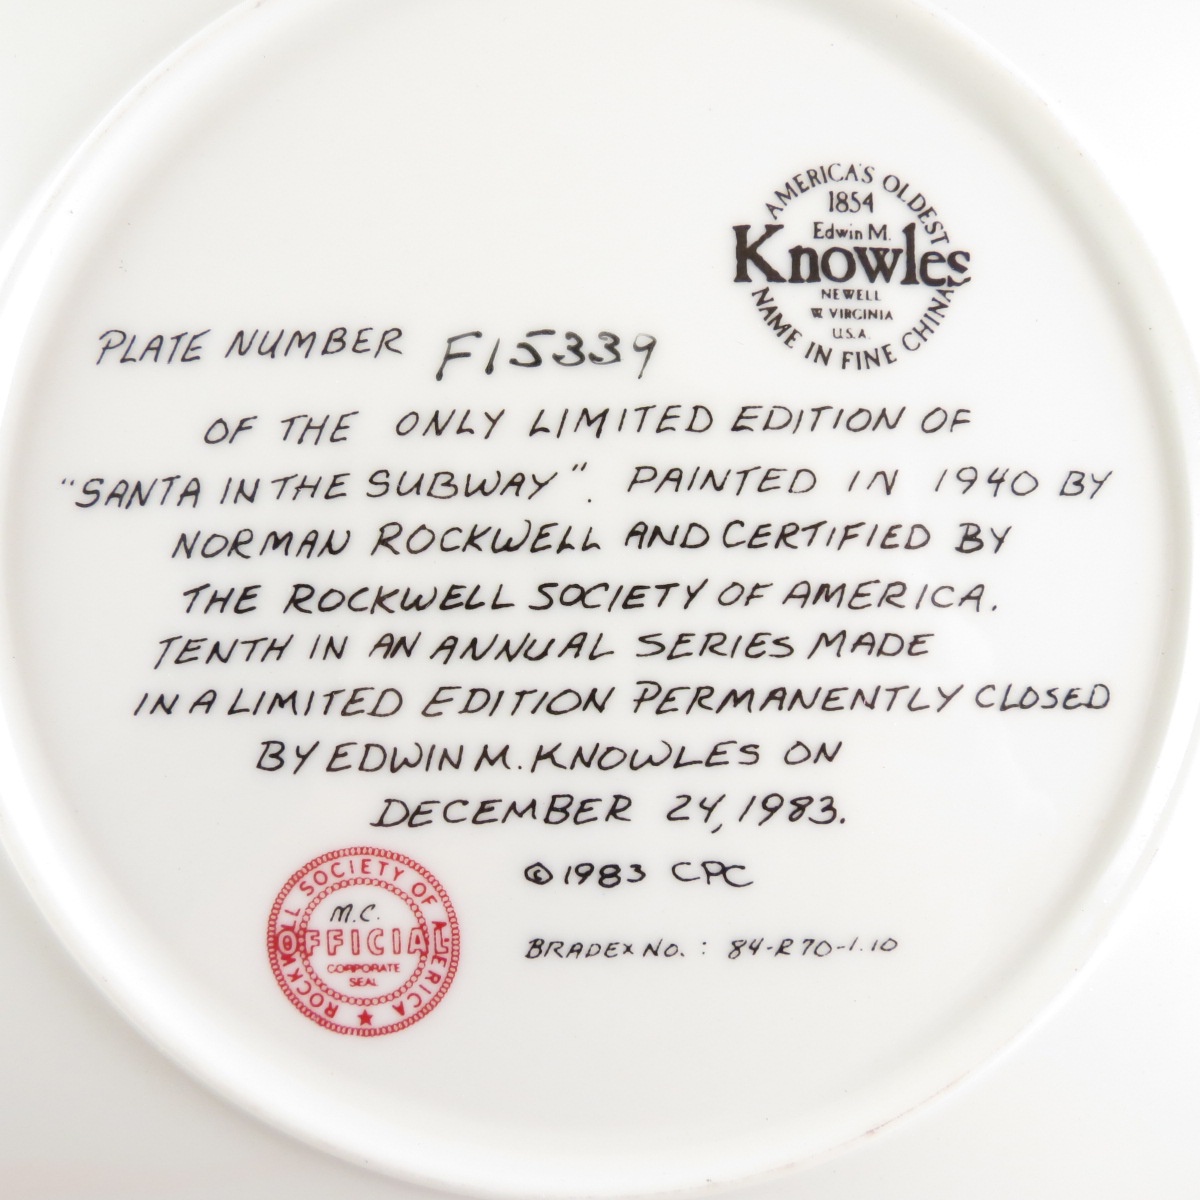 AMERICA'S OLDEST
1854
Edwin M.
Knowles
NEWELL
W. VIRGINIA
U.S.A.
NAME IN FINE CHINA
PLATE NUMBER F15339
OF THE ONLY LIMITED EDITION OF
"SANTA IN THE SUBWAY". PAINTED IN 1940 BY
NORMAN ROCKWELL AND CERTIFIED BY
THE ROCKWELL SOCIETY OF AMERICA.
TENTH IN AN ANNUAL SERIES MADE
IN A LIMITED EDITION PERMANENTLY CLOSED
BY EDWIN M. KNOWLES ON
DECEMBER 24, 1983.
© 1983 CPC
BRADEX NO.: 84-R70-1.10
ROCKWELL SOCIETY OF AMERICA
M.C.
OFFICIAL
CORPORATE
SEAL